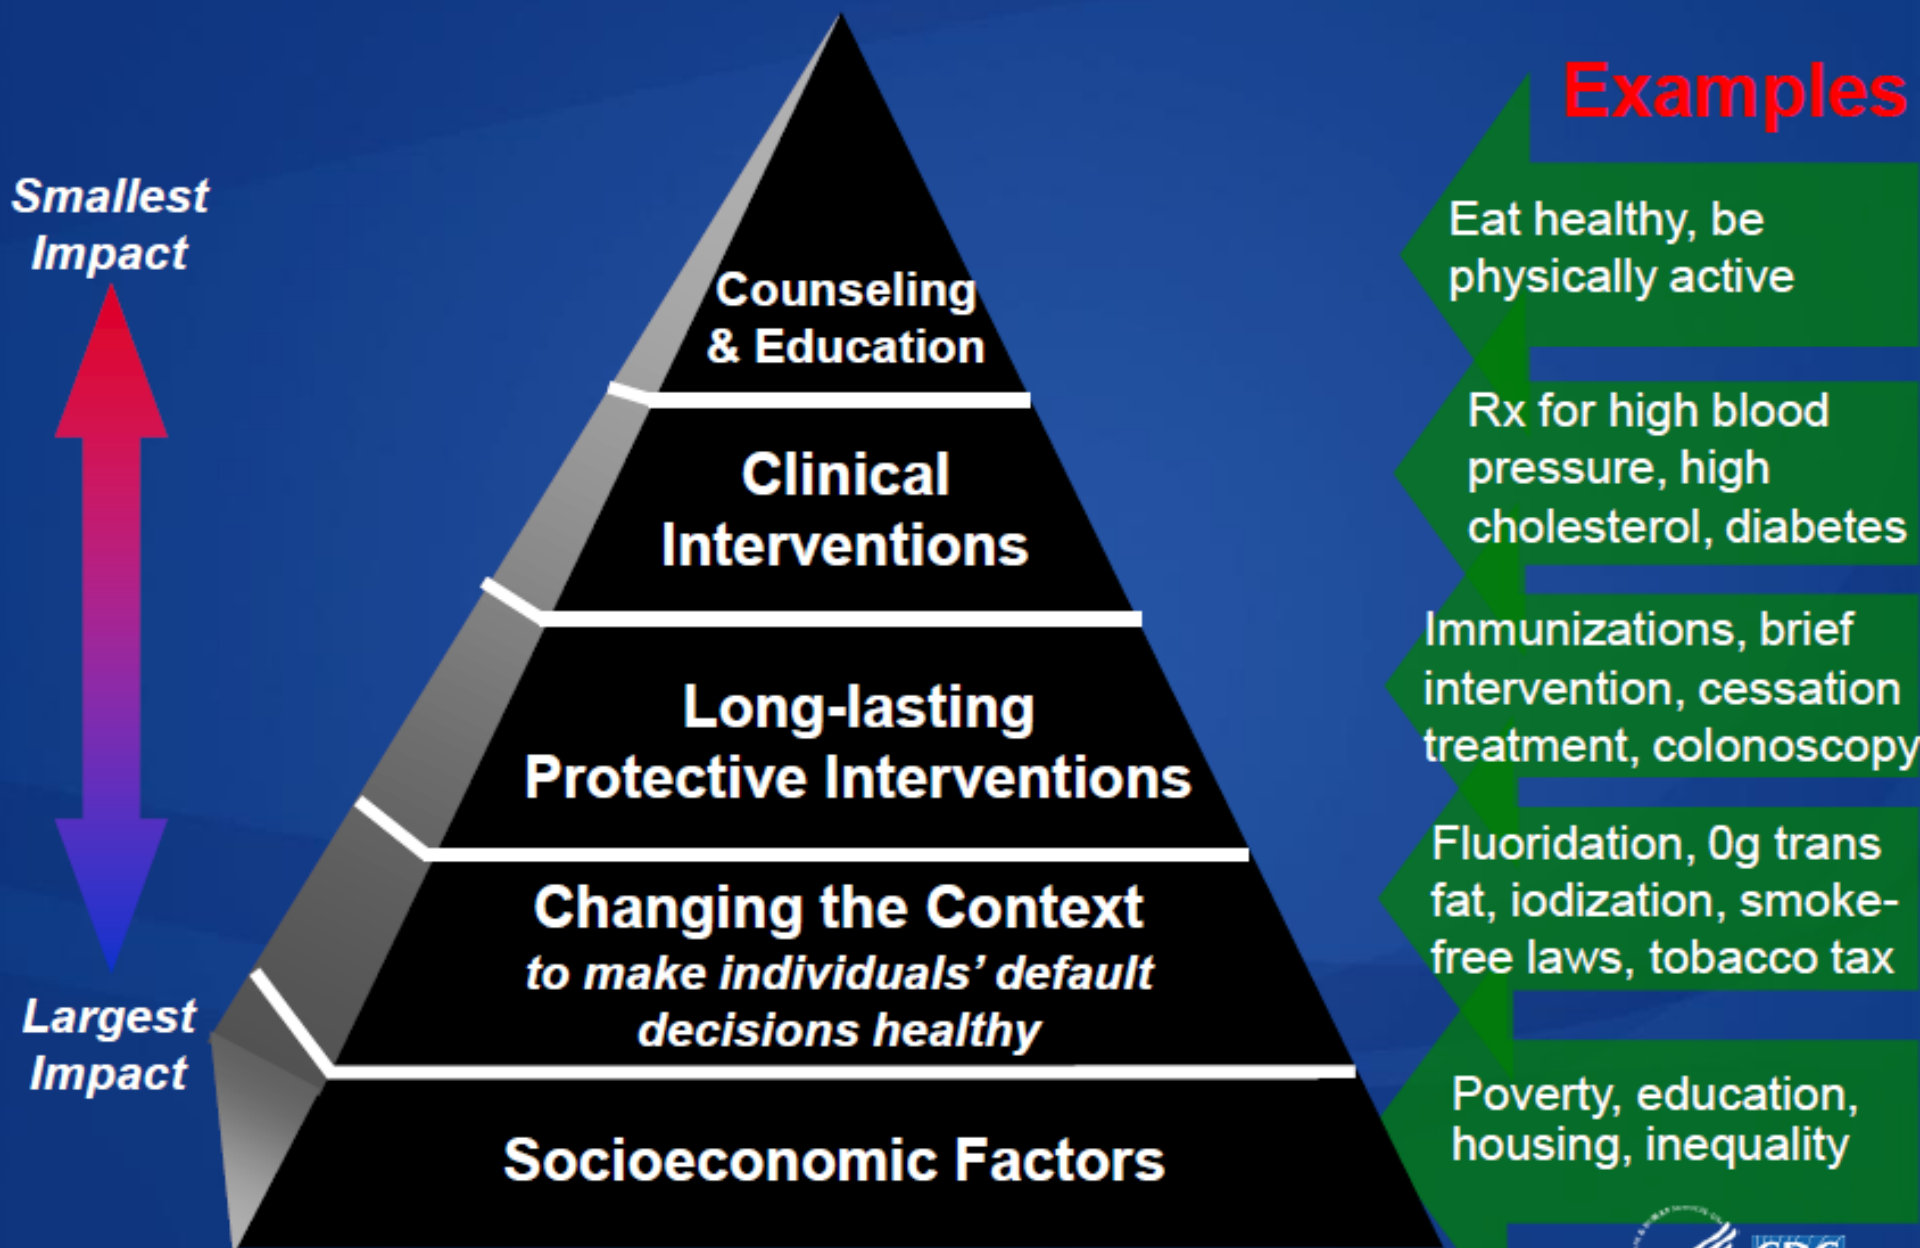 Examples
Smallest
Impact
Counseling
& Education
Eat healthy, be
physically active
Clinical
Interventions
Rx for high blood
pressure, high
cholesterol, diabetes
Long-lasting
Protective Interventions
Immunizations, brief
intervention, cessation
treatment, colonoscopy
Changing the Context
to make individuals’ default
decisions healthy
Fluoridation, 0g trans
fat, iodization, smoke-
free laws, tobacco tax
Largest
Impact
Socioeconomic Factors
Poverty, education,
housing, inequality